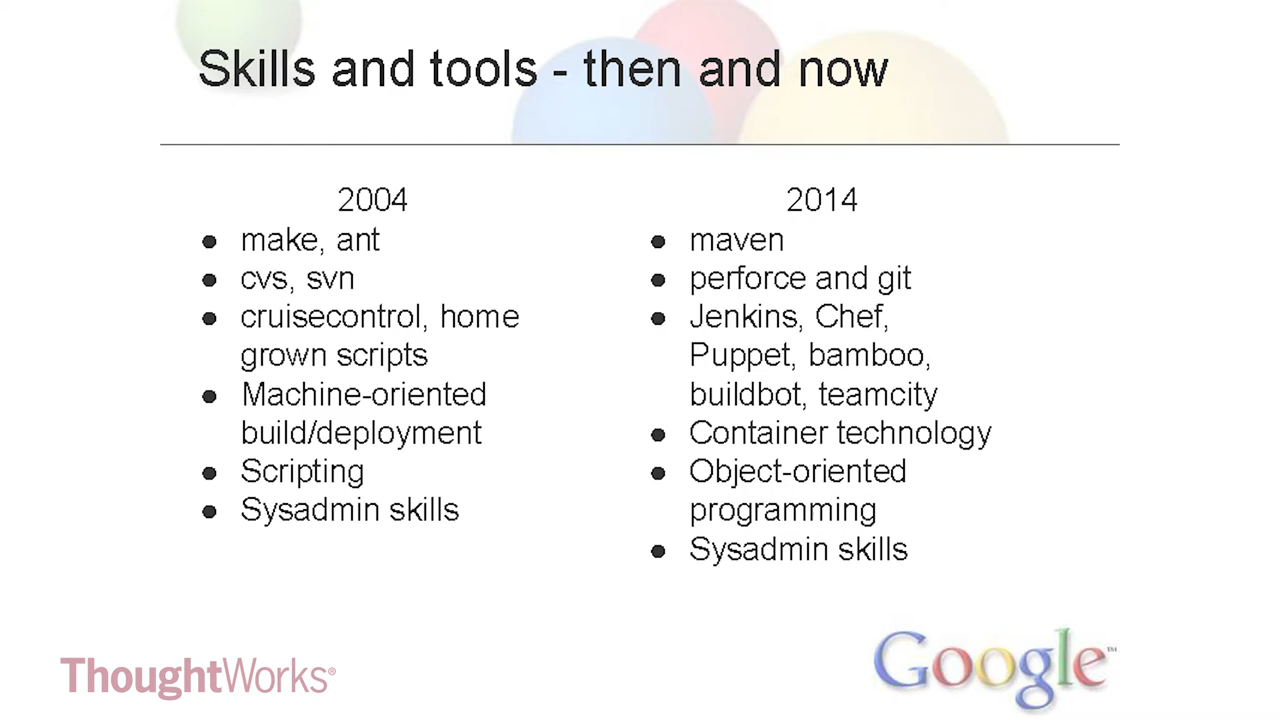 Skills and tools - then and now
2004
● make, ant
● cvs, svn
● cruisecontrol, home
grown scripts
● Machine-oriented
build/deployment
● Scripting
● Sysadmin skills
2014
● maven
● perforce and git
● Jenkins, Chef,
Puppet, bamboo,
buildbot, teamcity
● Container technology
● Object-oriented
programming
● Sysadmin skills
ThoughtWorks®
Google™